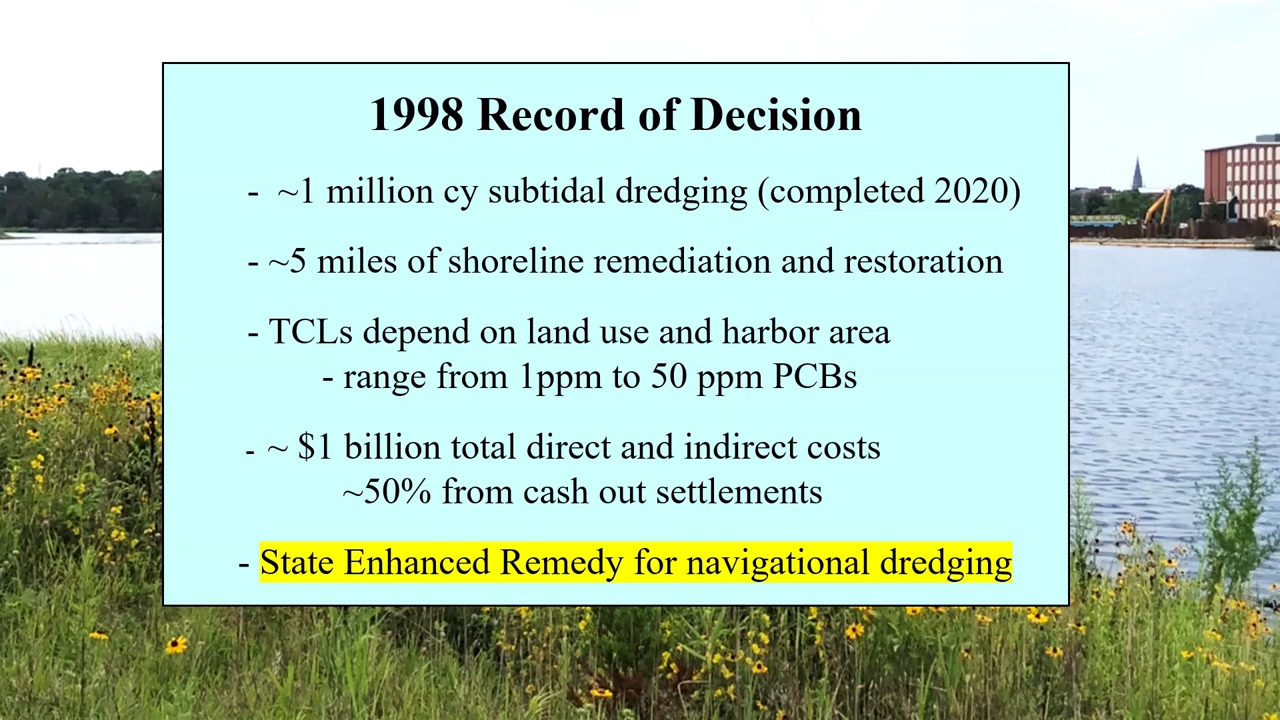 1998 Record of Decision
- ~1 million cy subtidal dredging (completed 2020)
- ~5 miles of shoreline remediation and restoration
- TCLs depend on land use and harbor area
- range from 1ppm to 50 ppm PCBs
- ~ $1 billion total direct and indirect costs
~50% from cash out settlements
- State Enhanced Remedy for navigational dredging